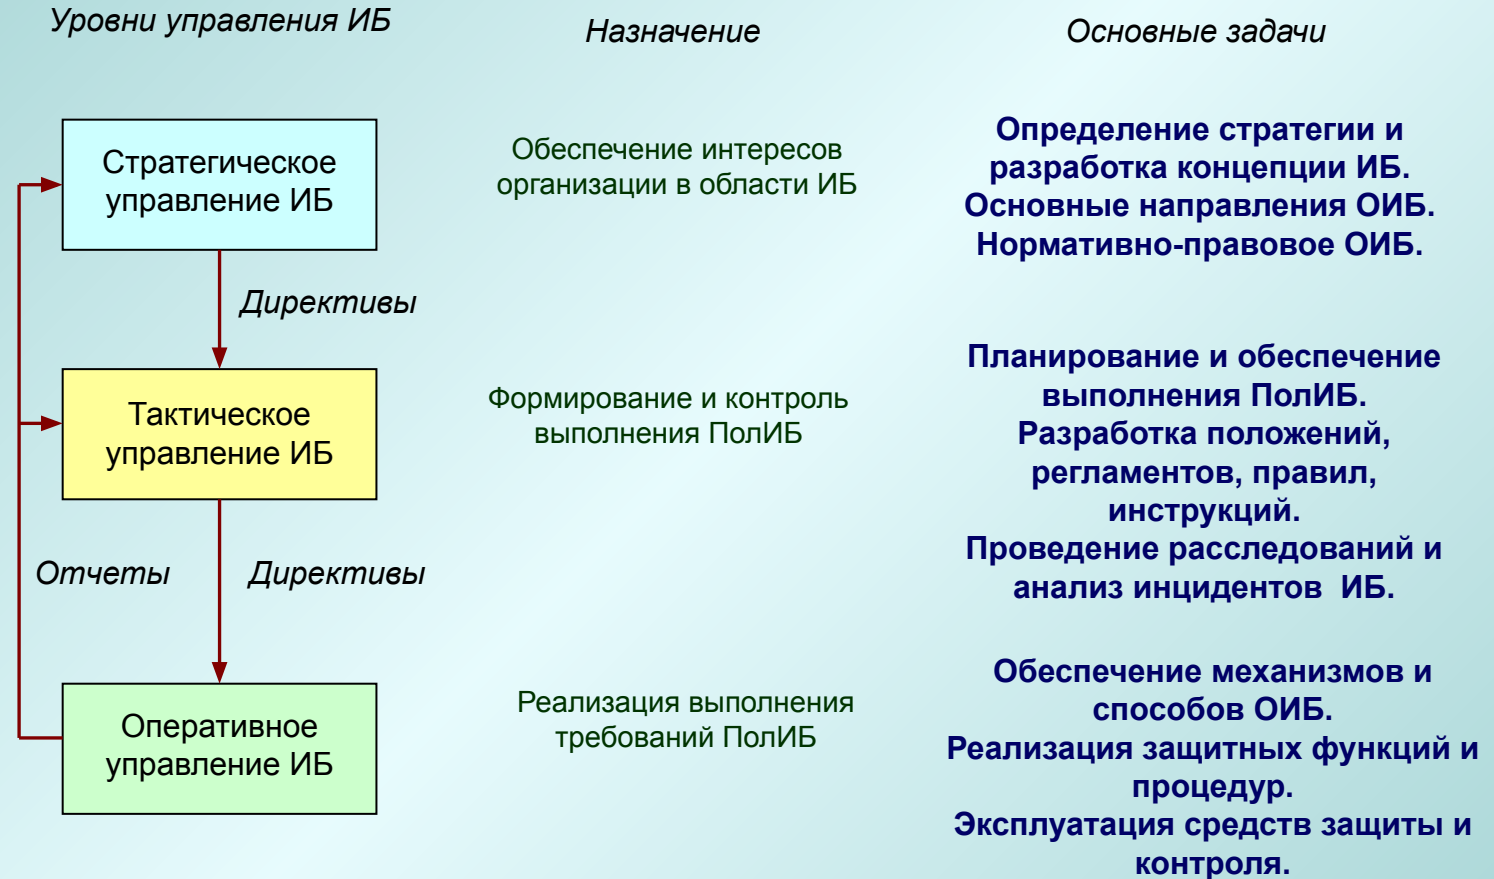 Уровни управления ИБ
Назначение
Основные задачи
Стратегическое
управление ИБ
Обеспечение интересов
организации в области ИБ
Определение стратегии и
разработка концепции ИБ.
Основные направления ОИБ.
Нормативно-правовое ОИБ.
Директивы
Тактическое
управление ИБ
Формирование и контроль
выполнения ПолИБ
Планирование и обеспечение
выполнения ПолИБ.
Разработка положений,
регламентов, правил,
инструкций.
Проведение расследований и
анализ инцидентов ИБ.
Отчеты
Директивы
Оперативное
управление ИБ
Реализация выполнения
требований ПолИБ
Обеспечение механизмов и
способов ОИБ.
Реализация защитных функций и
процедур.
Эксплуатация средств защиты и
контроля.